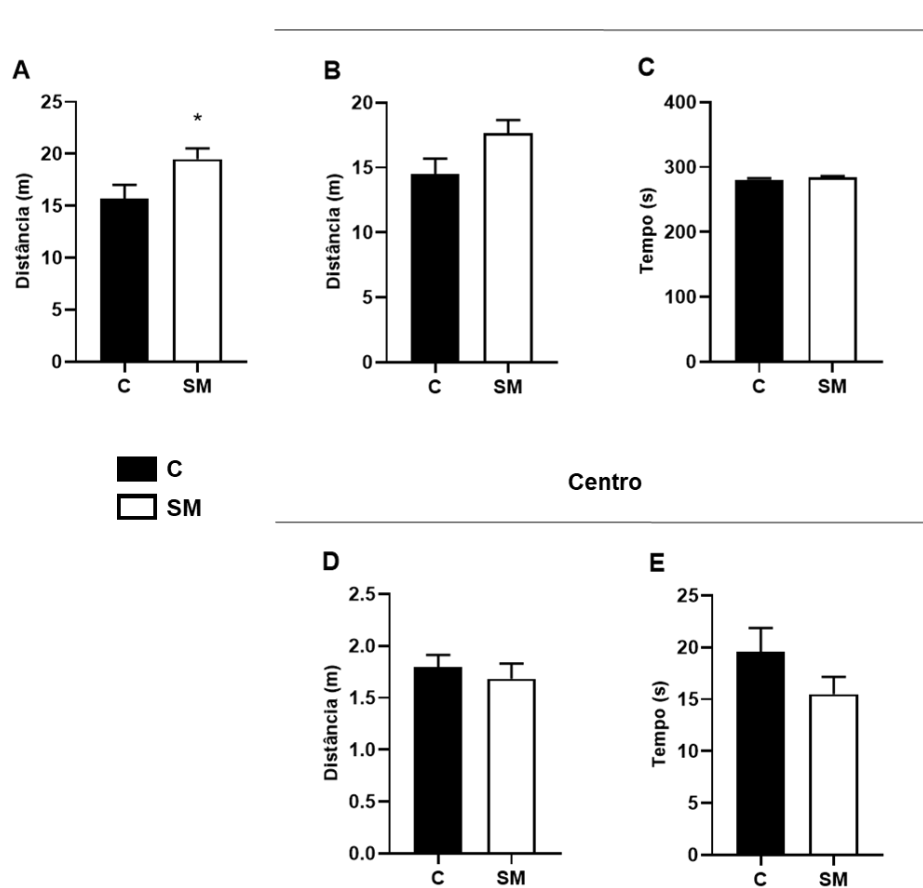 A
Distância (m)
25
20
15
10
5
0
*
C
SM
B
Distância (m)
20
15
10
5
0
C
SM
C
Tempo (s)
400
300
200
100
0
C
SM
C
SM
Centro
D
Distância (m)
2.5
2.0
1.5
1.0
0.5
0.0
C
SM
E
Tempo (s)
25
20
15
10
5
0
C
SM